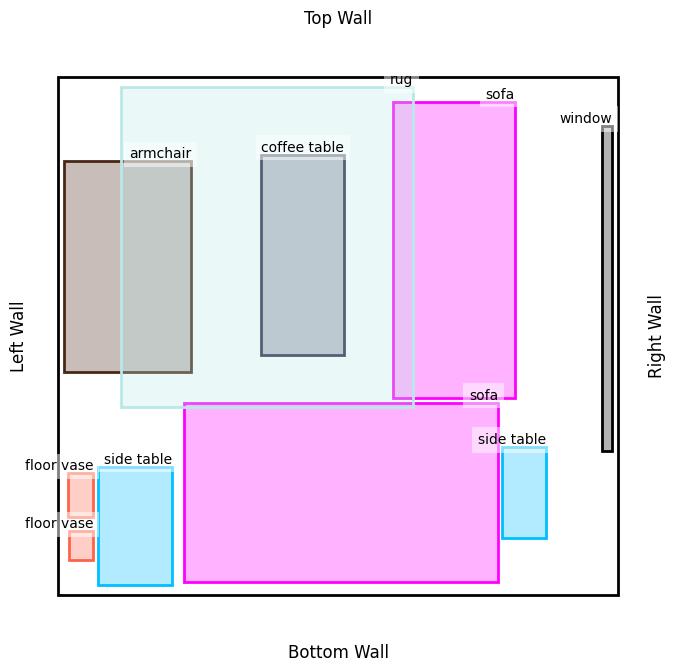 Top Wall
rug
sofa
window
armchair
coffee table
Left Wall
Right Wall
sofa
side table
floor vase
side table
floor vase
Bottom Wall